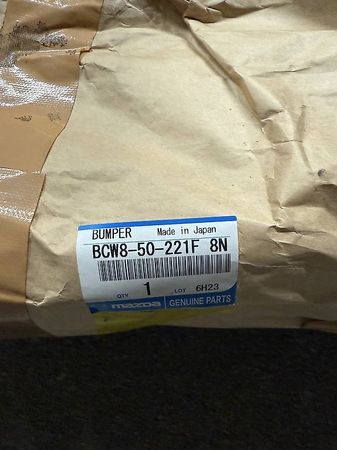 BUMPER Made in Japan
BCW8-50-221F 8N
QTY 1 LOT 6H23
mazda GENUINE PARTS